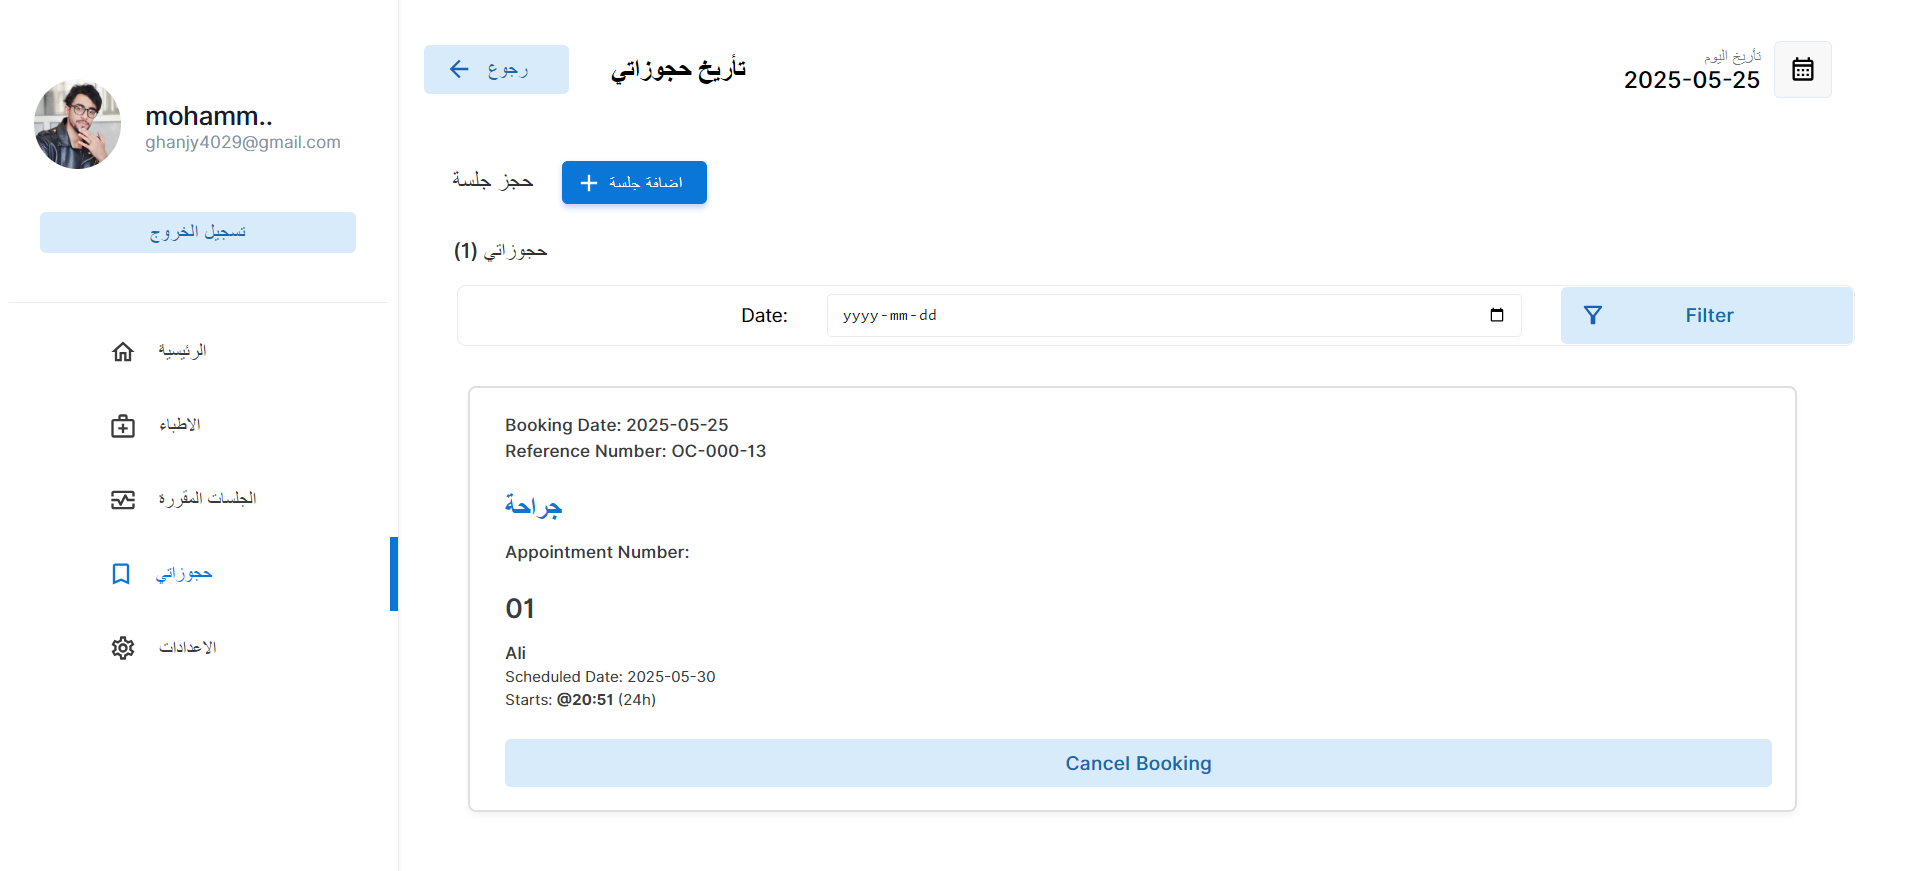 mohamm..
ghanjy4029@gmail.com
تسجيل الخروج
الرئيسية
الاطباء
الجلسات المقررة
حجوزاتي
الاعدادات
رجوع
تأريخ حجوزاتي
تأريخ اليوم
2025-05-25
حجز جلسة
اضافة جلسة
حجوزاتي (1)
Date:
yyyy-mm-dd
Filter
Booking Date: 2025-05-25
Reference Number: OC-000-13
جراحة
Appointment Number:
01
Ali
Scheduled Date: 2025-05-30
Starts: @20:51 (24h)
Cancel Booking